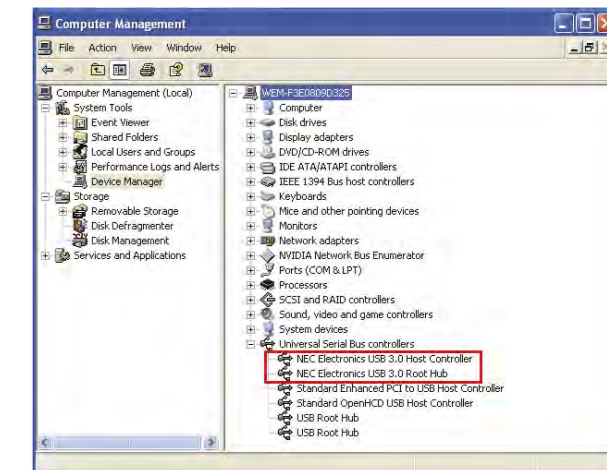 Computer Management
File Action View Window Help
Computer Management (Local)
System Tools
Event Viewer
Shared Folders
Local Users and Groups
Performance Logs and Alerts
Device Manager
Storage
Removable Storage
Disk Defragmenter
Disk Management
Services and Applications
WEM-F3E0809D325
Computer
Disk drives
Display adapters
DVD/CD-ROM drives
IDE ATA/ATAPI controllers
IEEE 1394 Bus host controllers
Keyboards
Mice and other pointing devices
Monitors
Network adapters
NVIDIA Network Bus Enumerator
Ports (COM & LPT)
Processors
SCSI and RAID controllers
Sound, video and game controllers
System devices
Universal Serial Bus controllers
NEC Electronics USB 3.0 Host Controller
NEC Electronics USB 3.0 Root Hub
Standard Enhanced PCI to USB Host Controller
Standard OpenHCD USB Host Controller
USB Root Hub
USB Root Hub